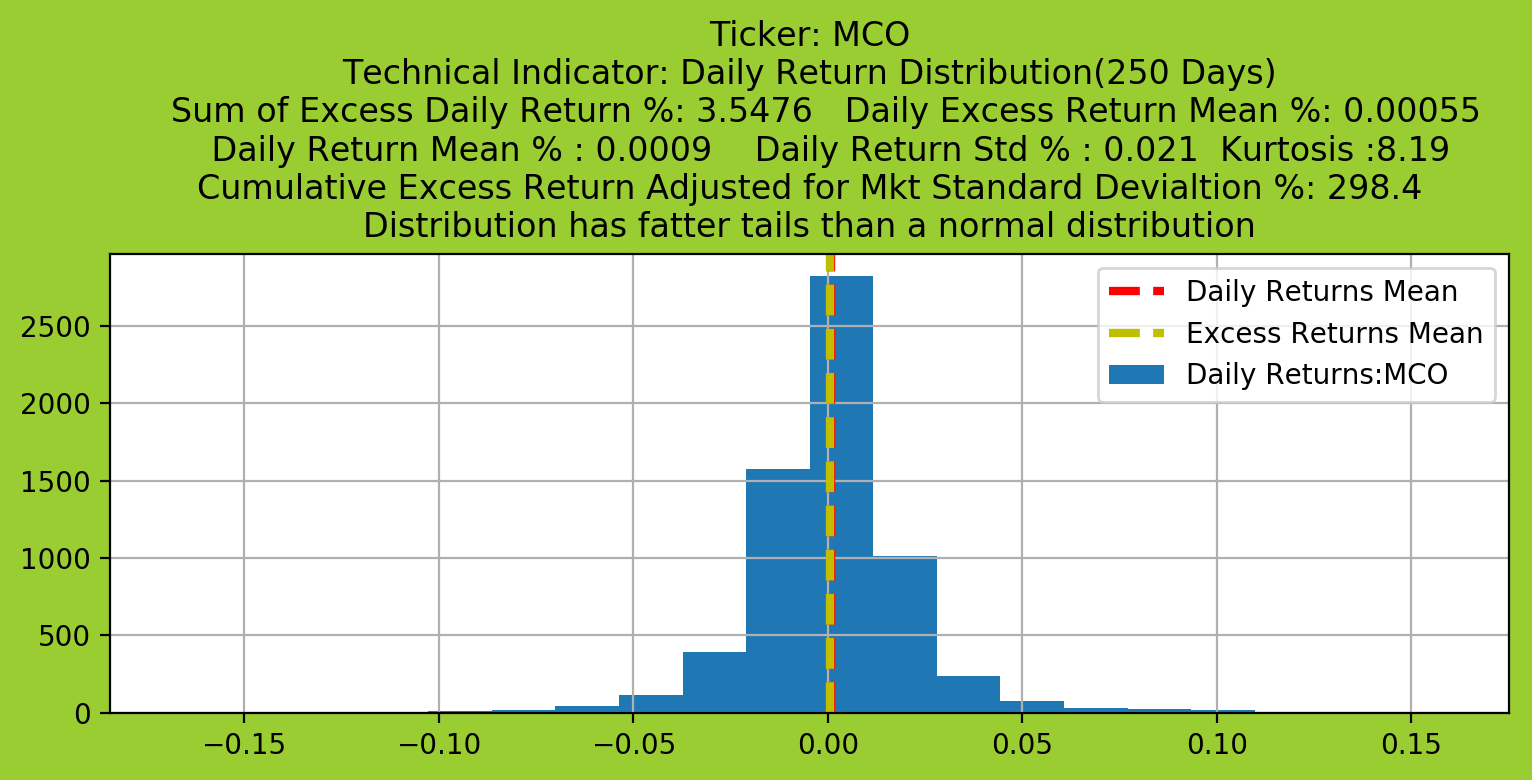 Ticker: MCO
Technical Indicator: Daily Return Distribution(250 Days)
Sum of Excess Daily Return %: 3.5476   Daily Excess Return Mean %: 0.00055
Daily Return Mean % : 0.0009    Daily Return Std % : 0.021  Kurtosis :8.19
Cumulative Excess Return Adjusted for Mkt Standard Devialtion %: 298.4
Distribution has fatter tails than a normal distribution
Daily Returns Mean
Excess Returns Mean
Daily Returns:MCO
2500
2000
1500
1000
500
0
−0.15 −0.10 −0.05 0.00 0.05 0.10 0.15